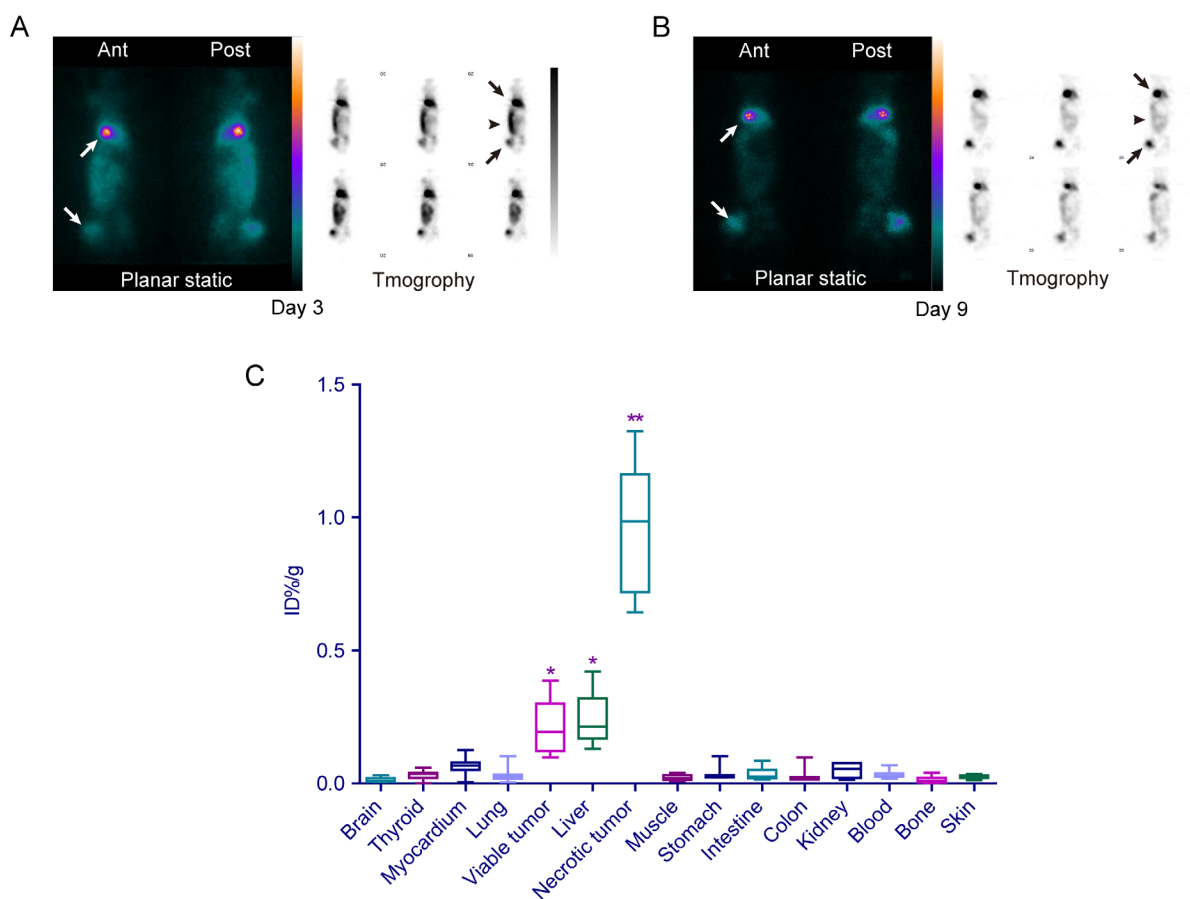 A
Ant Post
Planar static
Tmography
Day 3
B
Ant Post
Planar static
Tmography
Day 9
C
1.5
1.0
0.5
0.0
ID%/g
**
*
*
Brain
Thyroid
Myocardium
Lung
Viable tumor
Liver
Necrotic tumor
Muscle
Stomach
Intestine
Colon
Kidney
Blood
Bone
Skin